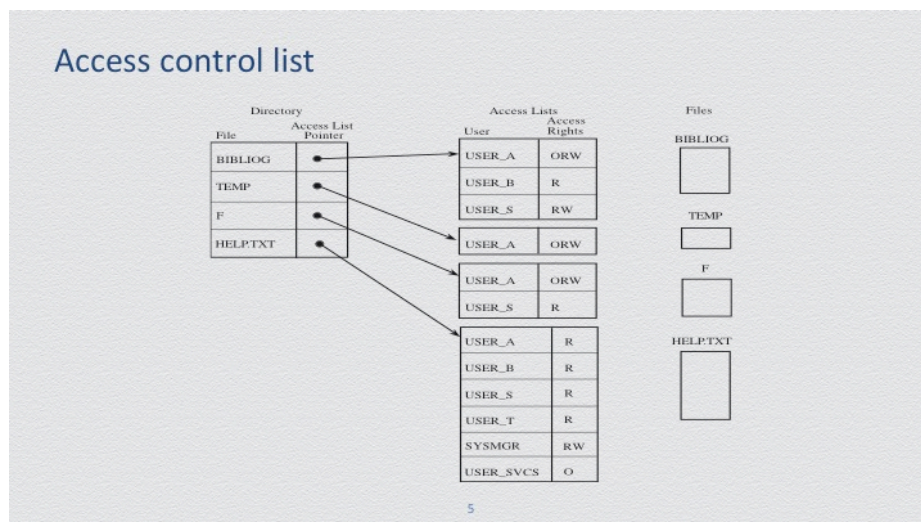 Access control list
Directory
File Access List Pointer
BIBLIOG
TEMP
F
HELP.TXT
Access Lists
User Access Rights
USER_A ORW
USER_B R
USER_S RW
USER_A ORW
USER_A ORW
USER_S R
USER_A R
USER_B R
USER_S R
USER_T R
SYSMGR RW
USER_SVCS O
Files
BIBLIOG
TEMP
F
HELP.TXT
5